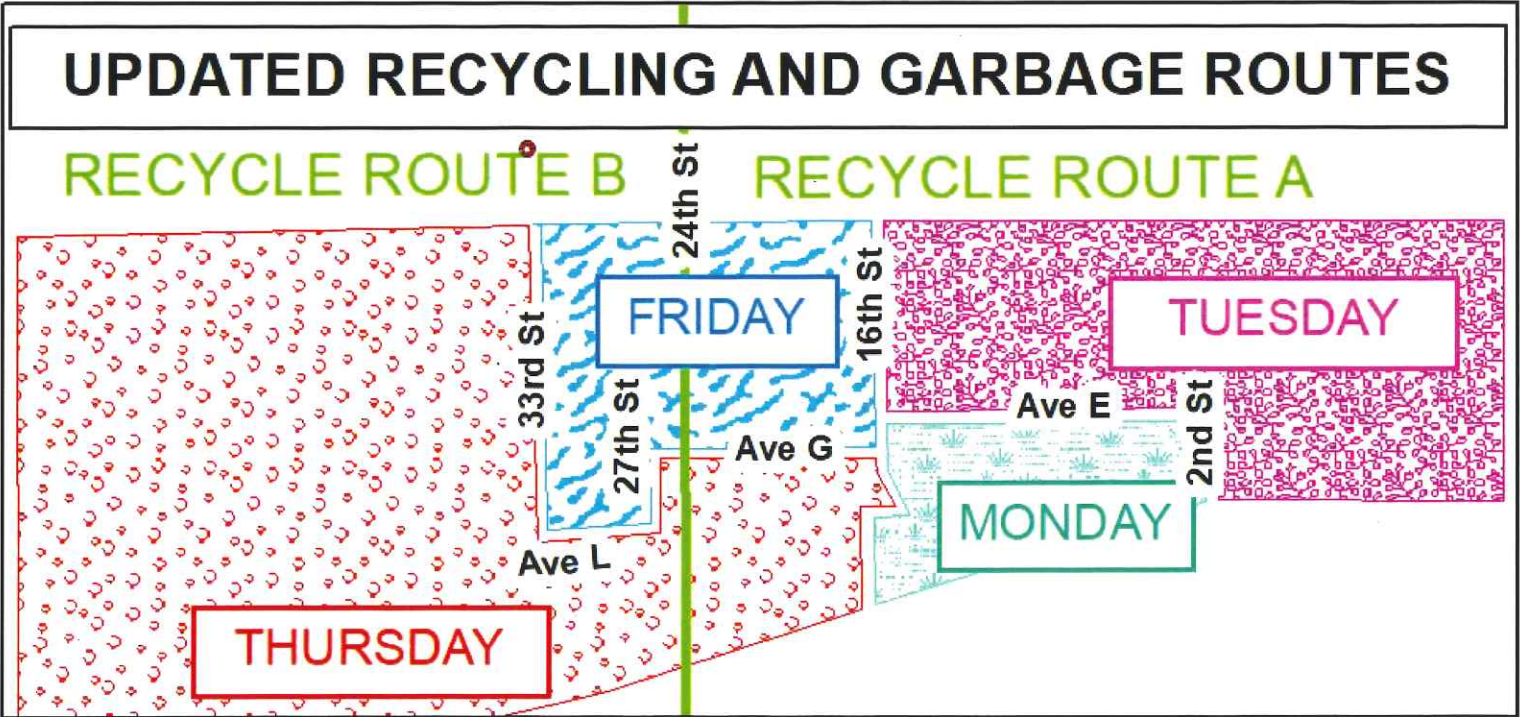 UPDATED RECYCLING AND GARBAGE ROUTES
RECYCLE ROUTE B
24th St
RECYCLE ROUTE A
FRIDAY
16th St
TUESDAY
33rd St
27th St
Ave E
2nd St
Ave G
MONDAY
Ave L
THURSDAY